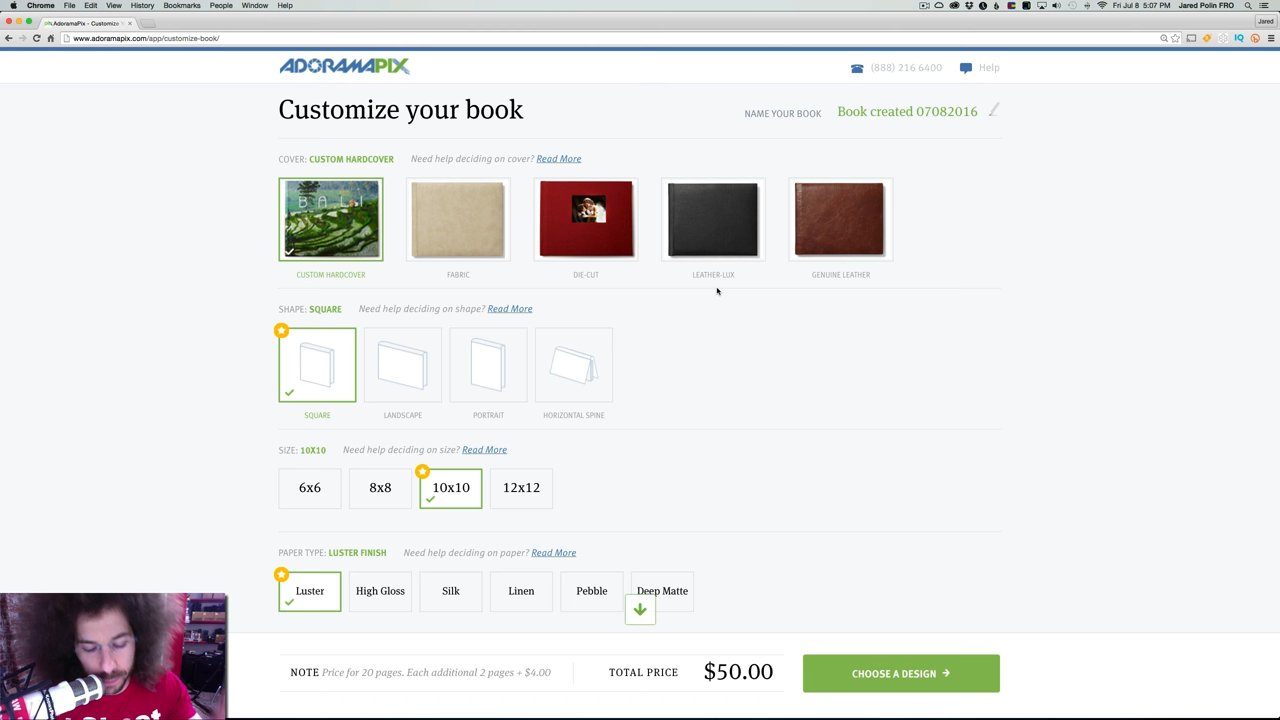 Chrome File Edit View History Bookmarks People Window Help
Fri Jul 8 5:07 PM Jared Polin FRO
AdoramaPix - Customize
Jared
www.adoramapix.com/app/customize-book/
ADORAMAPIX
(888) 216 6400 Help
Customize your book
NAME YOUR BOOK Book created 07082016
COVER: CUSTOM HARDCOVER Need help deciding on cover? Read More
BALI
CUSTOM HARDCOVER FABRIC DIE-CUT LEATHER-LUX GENUINE LEATHER
SHAPE: SQUARE Need help deciding on shape? Read More
SQUARE LANDSCAPE PORTRAIT HORIZONTAL SPINE
SIZE: 10X10 Need help deciding on size? Read More
6x6 8x8 10x10 12x12
PAPER TYPE: LUSTER FINISH Need help deciding on paper? Read More
Luster High Gloss Silk Linen Pebble Deep Matte
NOTE Price for 20 pages. Each additional 2 pages + $4.00 TOTAL PRICE $50.00 CHOOSE A DESIGN